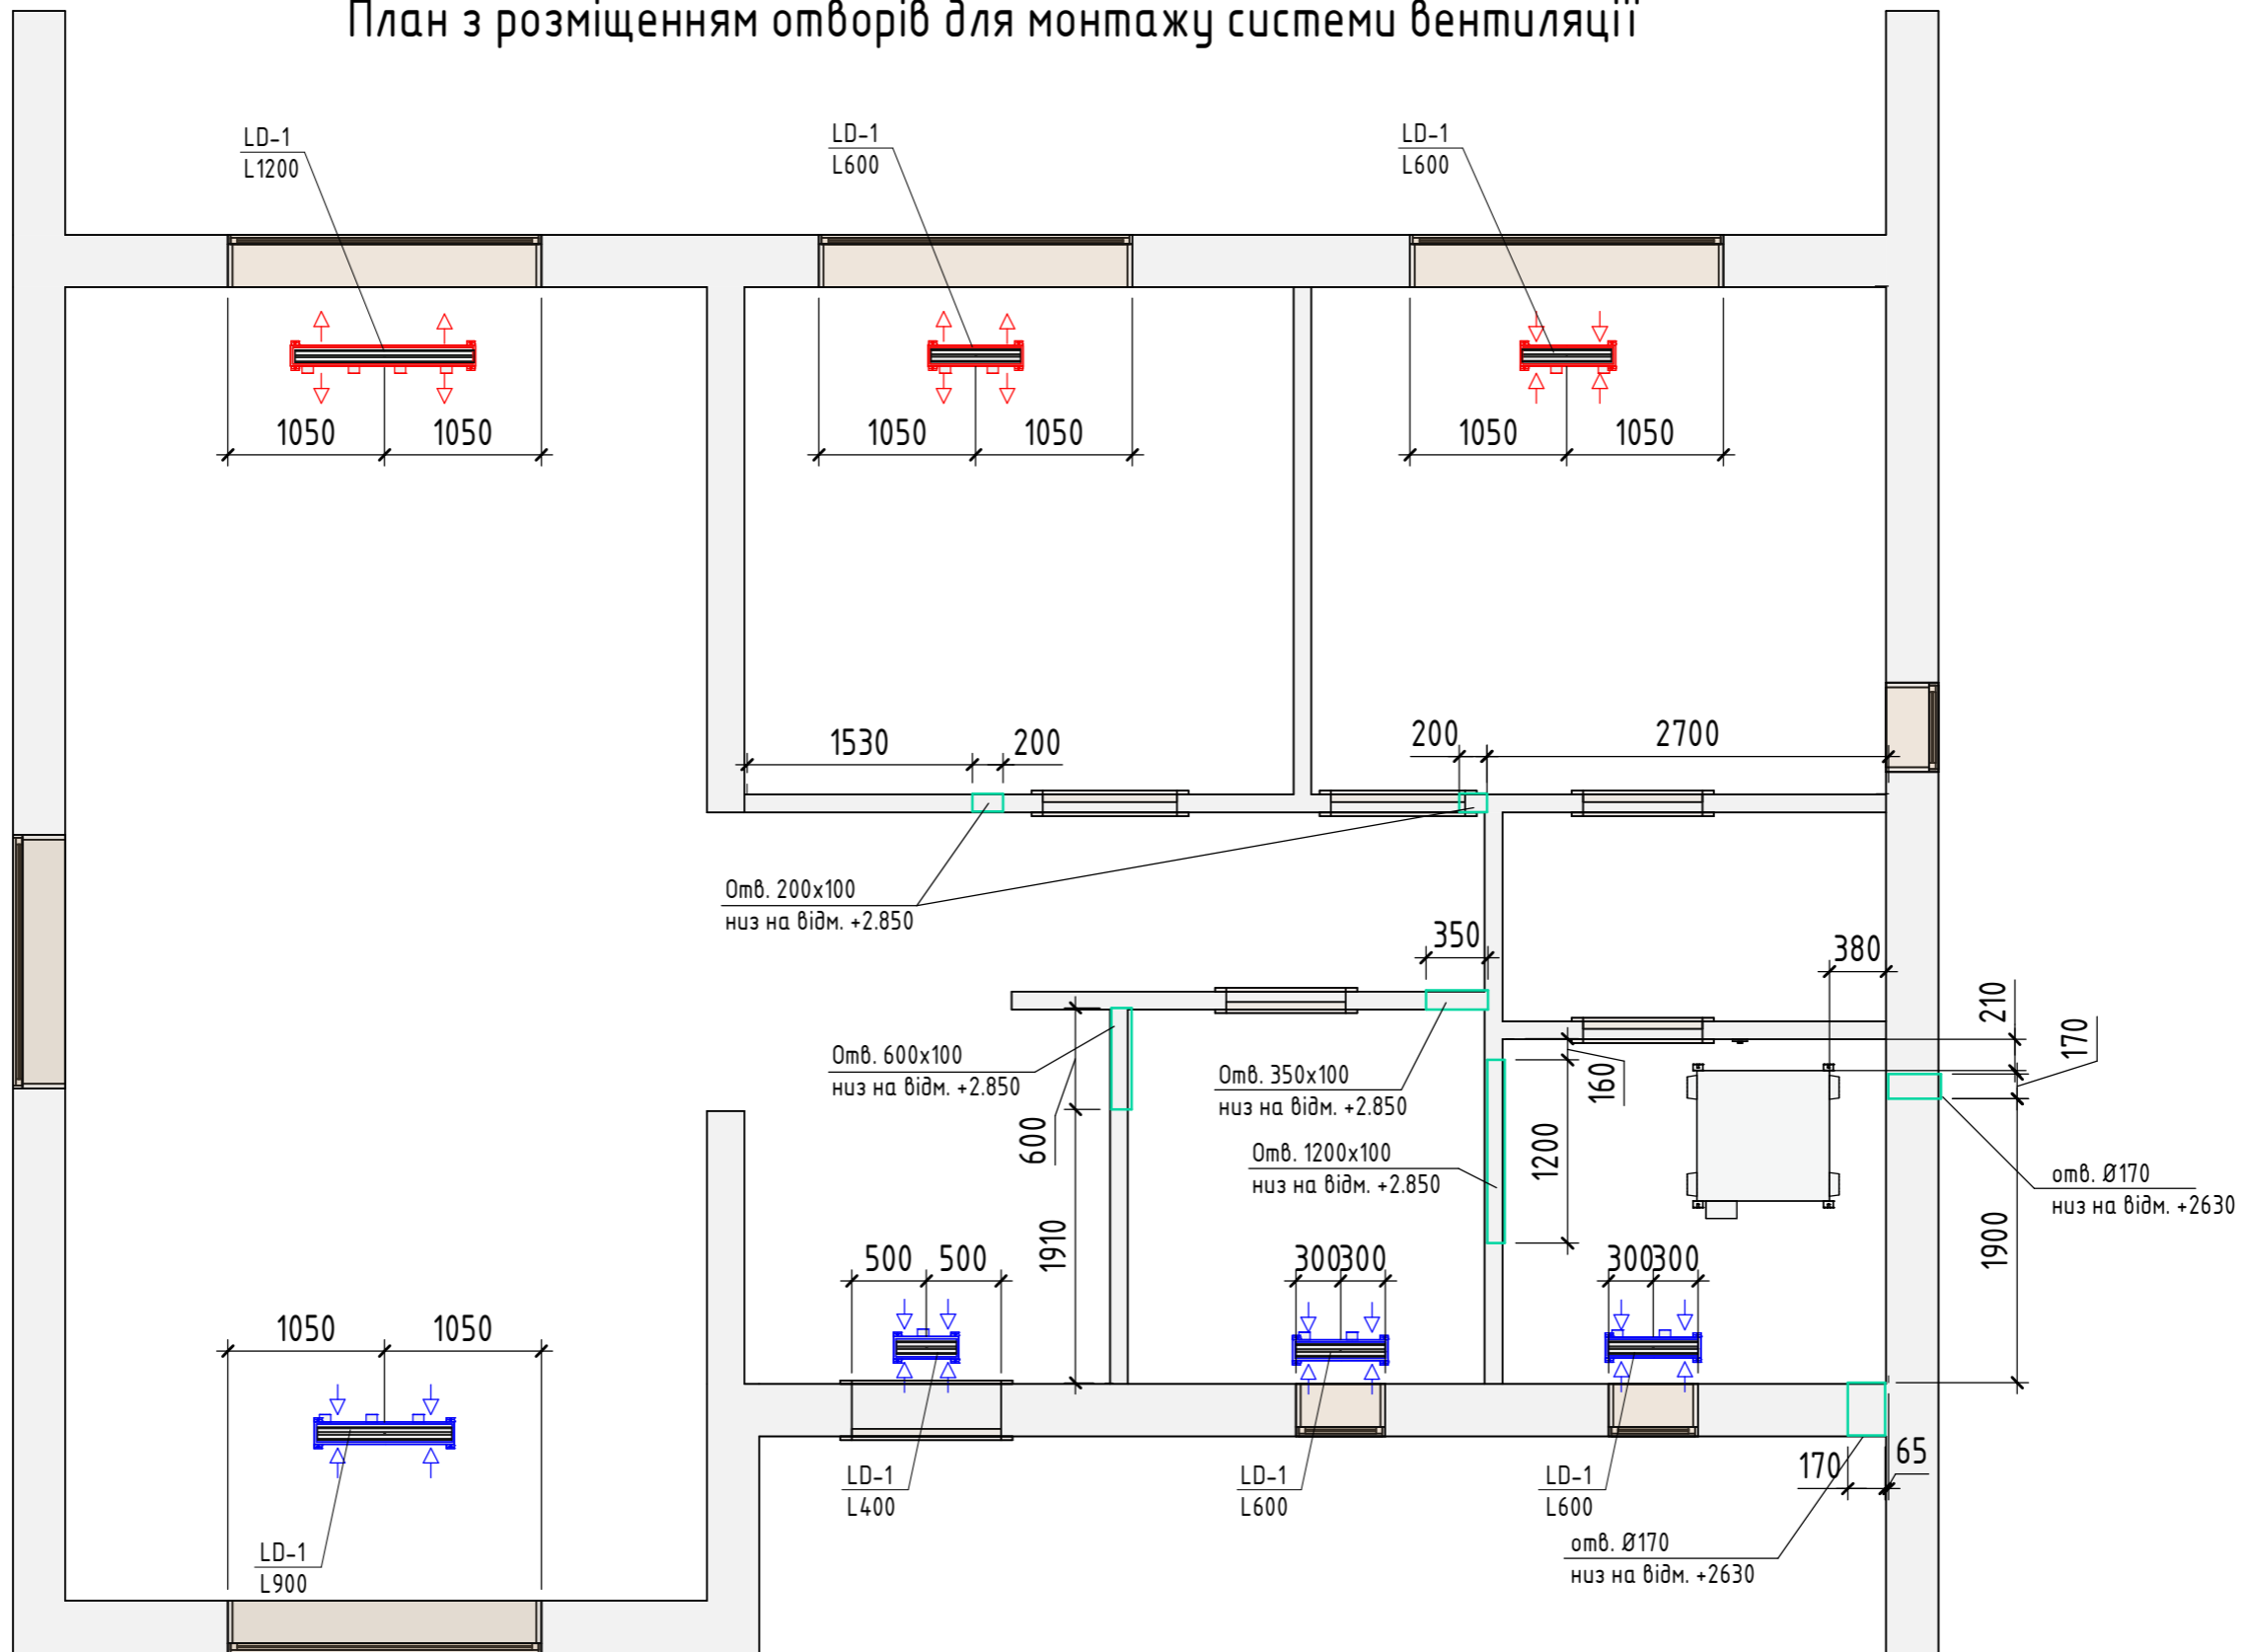 План з розміщенням отворів для монтажу системи вентиляції
LD-1
L1200
LD-1
L600
LD-1
L600
1050
1050
1050
1050
1050
1050
1530
200
200
2700
Отв. 200х100
низ на відм. +2.850
350
380
210
170
Отв. 600х100
низ на відм. +2.850
Отв. 350х100
низ на відм. +2.850
160
600
1200
Отв. 1200х100
низ на відм. +2.850
отв. Ø170
низ на відм. +2630
1910
1900
500
500
300
300
300
300
1050
1050
LD-1
L400
LD-1
L600
LD-1
L600
170
65
LD-1
L900
отв. Ø170
низ на відм. +2630